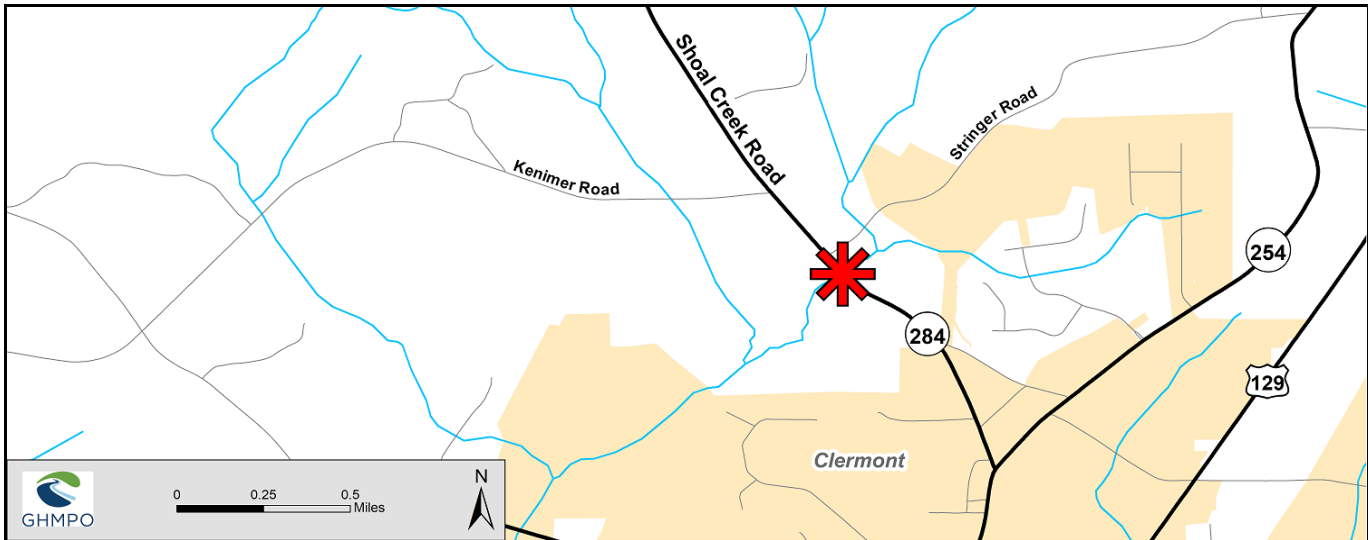 Shoal Creek Road
Stringer Road
Kenimer Road
254
284
129
Clermont
GHMPO
0 0.25 0.5
Miles
N